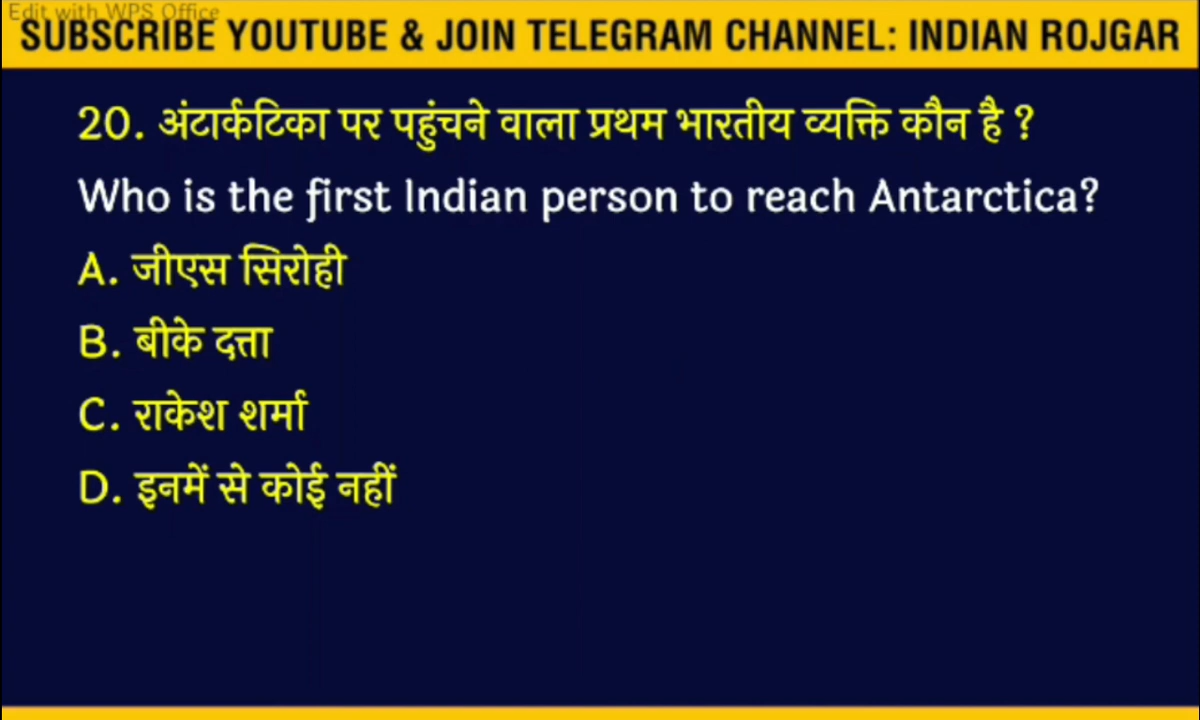 Edit with WPS Office
SUBSCRIBE YOUTUBE & JOIN TELEGRAM CHANNEL: INDIAN ROJGAR
20. अंटार्कटिका पर पहुंचने वाला प्रथम भारतीय व्यक्ति कौन है ?
Who is the first Indian person to reach Antarctica?
A. जीएस सिरोही
B. बीके दत्ता
C. राकेश शर्मा
D. इनमें से कोई नहीं